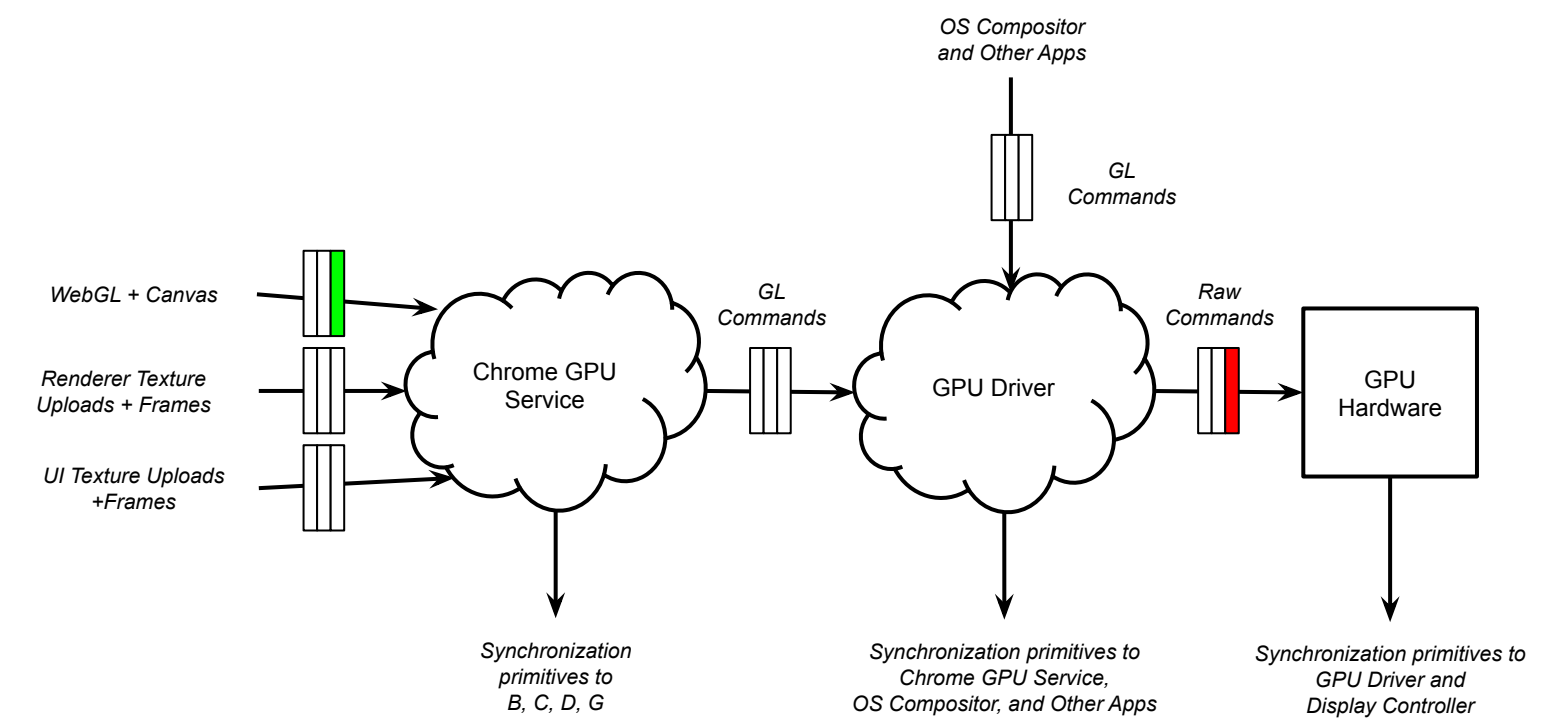 OS Compositor
and Other Apps
GL
Commands
WebGL + Canvas
GL
Commands
Raw
Commands
Renderer Texture
Uploads + Frames
Chrome GPU
Service
GPU Driver
GPU
Hardware
UI Texture Uploads
+Frames
Synchronization
primitives to
B, C, D, G
Synchronization primitives to
Chrome GPU Service,
OS Compositor, and Other Apps
Synchronization primitives to
GPU Driver and
Display Controller